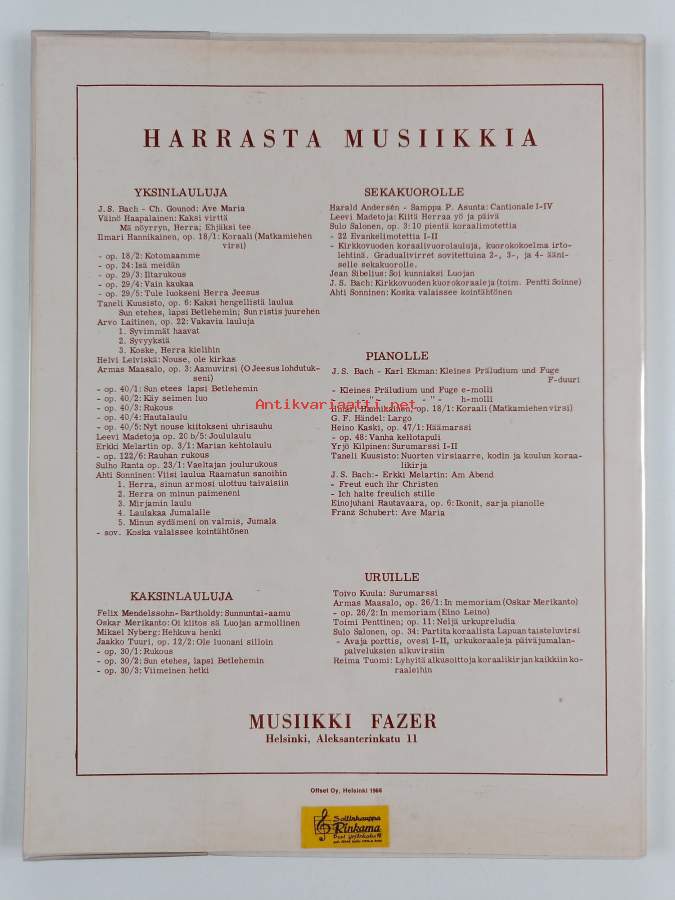 HARRASTA MUSIIKKIA
YKSINLAULUJA
J. S. Bach - Ch. Gounod: Ave Maria
Väinö Haapalainen: Kaksi virttä
Mä nöyrryn, Herra; Ehjäksi tee
Ilmari Hannikainen, op. 18/1: Koraali (Matkamiehen
virsi)
- op. 18/2: Kotomaamme
- op. 24: Isä meidän
- op. 29/3: Iltarukous
- op. 29/4: Vain kaukaa
- op. 29/5: Tule luokseni Herra Jeesus
Taneli Kuusisto, op. 6: Kaksi hengellistä laulua
Sun etehes, lapsi Betlehemin; Sun ristis juurehen
Arvo Laitinen, op. 22: Vakavia lauluja
1. Syvimmät haavat
2. Syvyyksiä
3. Koske, Herra kielihin
Helvi Leiviskä: Nouse, ole kirkas
Armas Maasalo, op. 3: Aamuvirsi (O Jeesus lohdutuk-
seni)
- op. 40/1: Sun etees lapsi Betlehemin
- op. 40/2: Käy seimen luo
- op. 40/3: Rukous
- op. 40/4: Hautalaulu
- op. 40/5: Nyt nouse kiitokseni uhrisauhu
Leevi Madetoja op. 20 b/5: Joululaulu
Erkki Melartin op. 3/1: Marian kehtolaulu
- op. 122/6: Rauhan rukous
Sulho Ranta op. 23/1: Vaeltajan joulurukous
Ahti Sonninen: Viisi laulua Raamatun sanoihin
1. Herra, sinun armosi ulottuu taivaisiin
2. Herra on minun paimeneni
3. Mirjamin laulu
4. Laulakaa Jumalalle
5. Minun sydämeni on valmis, Jumala
- sov. Koska valaissee kointähtönen
KAKSINLAULUJA
Felix Mendelssohn-Bartholdy: Sunnuntai-aamu
Oskar Merikanto: Oi kiitos sä Luojan armollinen
Mikael Nyberg: Hehkuva henki
Jaakko Tuuri, op. 12/2: Ole luonani silloin
- op. 30/1: Rukous
- op. 30/2: Sun etehes, lapsi Betlehemin
- op. 30/3: Viimeinen hetki
SEKAKUOROLLE
Harald Andersén - Samppa P. Asunta: Cantionale I-IV
Leevi Madetoja: Kiitä Herraa yö ja päivä
Sulo Salonen, op. 3: 10 pientä koraalimotettia
- 22 Evankelimotettia I-II
- Kirkkovuoden koraalivuorolauluja, kuorokokoelma irto-
lehtinä. Gradualivirret sovitettuina 2-, 3-, ja 4- ääni-
selle sekakuorolle.
Jean Sibelius: Soi kunniaksi Luojan
J. S. Bach: Kirkkovuoden kuorokoraaleja (toim. Pentti Soinne)
Ahti Sonninen: Koska valaissee kointähtönen
PIANOLLE
J. S. Bach - Karl Ekman: Kleines Präludium und Fuge
F-duuri
- Kleines Präludium und Fuge e-molli
- " - - " - h-molli
Antikvariaatti.net
Ilmari Hannikainen, op. 18/1: Koraali (Matkamiehen virsi)
G. F. Händel: Largo
Heino Kaski, op. 47/1: Häämarssi
- op. 48: Vanha kellotapuli
Yrjö Kilpinen: Surumarssi I-II
Taneli Kuusisto: Nuorten virsiaarre, kodin ja koulun koraa-
likirja
J. S. Bach: - Erkki Melartin: Am Abend
- Freut euch ihr Christen
- Ich halte freulich stille
Einojuhani Rautavaara, op. 6: Ikonit, sarja pianolle
Franz Schubert: Ave Maria
URUILLE
Toivo Kuula: Surumarssi
Armas Maasalo, op. 26/1: In memoriam (Oskar Merikanto)
- op. 26/2: In memoriam (Eino Leino)
Toimi Penttinen; op. 11: Neljä urkupreludia
Sulo Salonen, op. 34: Partita koraalista Lapuan taisteluvirsi
- Avaja porttis, ovesi I-II, urkukoraaleja päiväjumalan-
palveluksien alkuvirsiin
Reima Tuomi: Lyhyitä alkusoittoja koraalikirjan kaikkiin ko-
raaleihin
MUSIIKKI FAZER
Helsinki, Aleksanterinkatu 11
Offset Oy, Helsinki 1966
Soitinkauppa
Rinkama